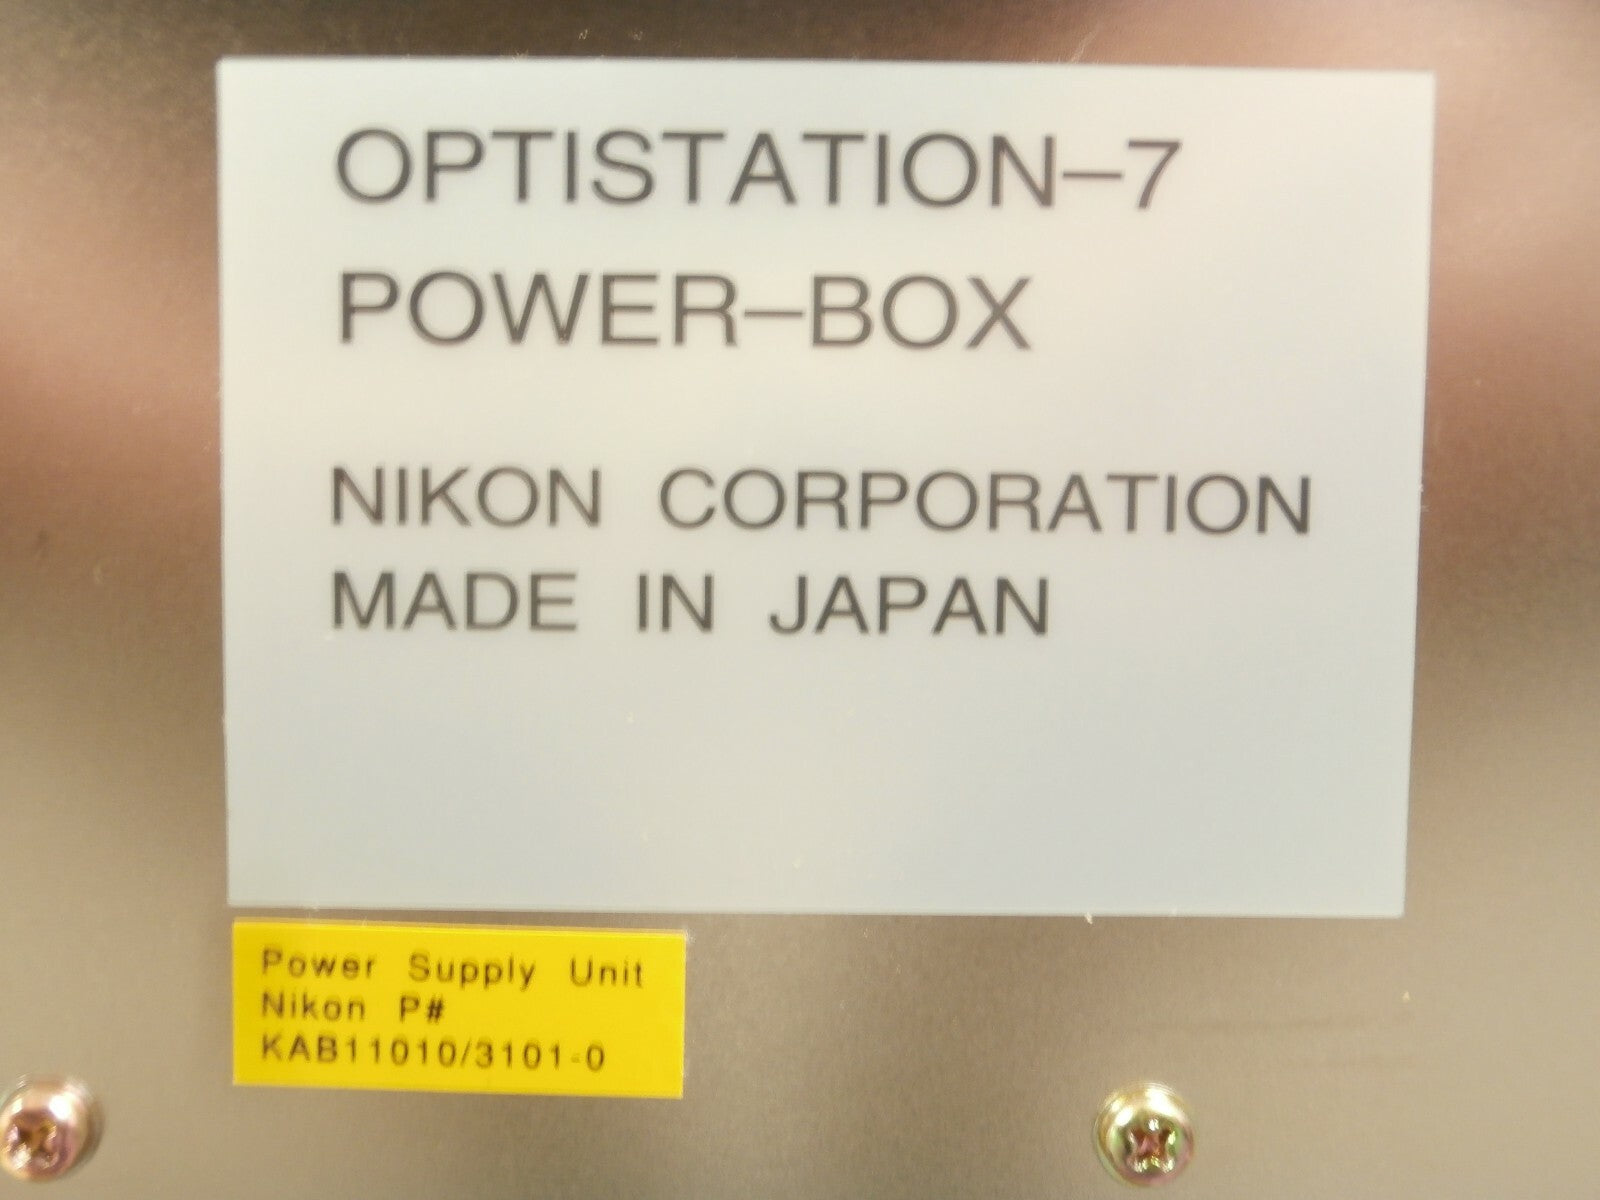 OPTISTATION-7
POWER-BOX
NIKON CORPORATION
MADE IN JAPAN
Power Supply Unit
Nikon P#
KAB11010/3101-0